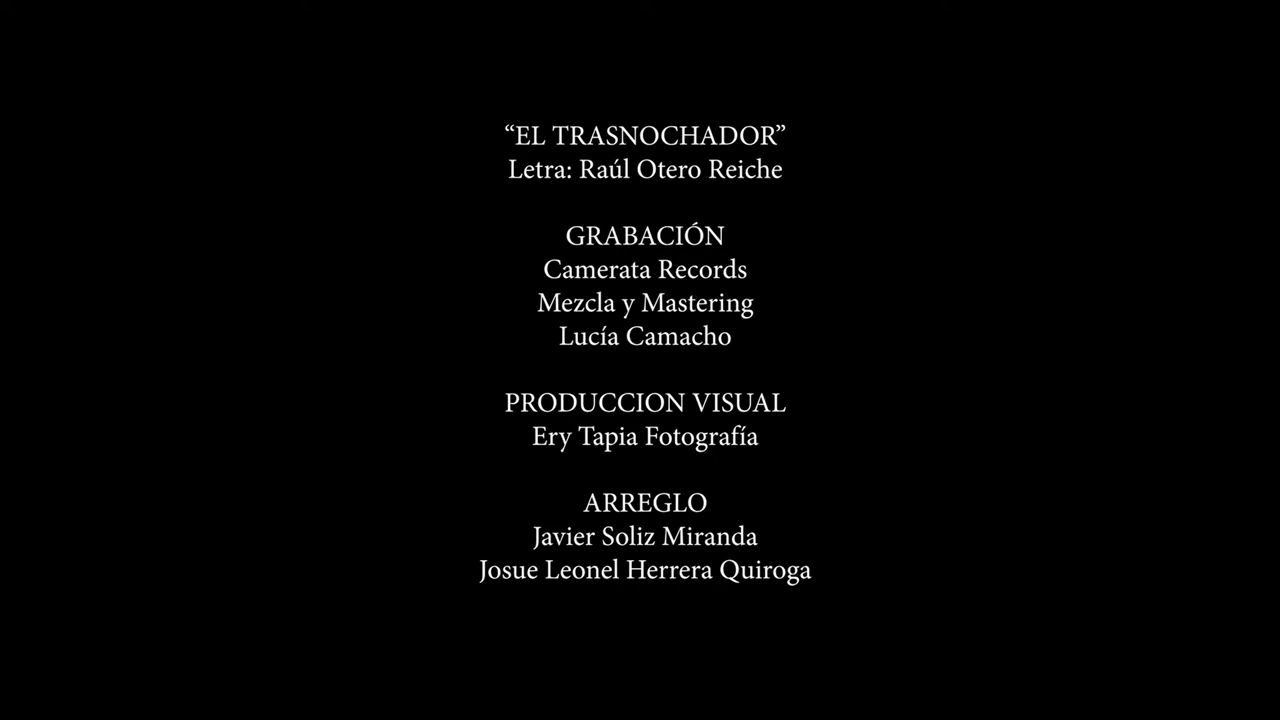 “EL TRASNOCHADOR”
Letra: Raúl Otero Reiche
GRABACIÓN
Camerata Records
Mezcla y Mastering
Lucía Camacho
PRODUCCION VISUAL
Ery Tapia Fotografía
ARREGLO
Javier Soliz Miranda
Josue Leonel Herrera Quiroga